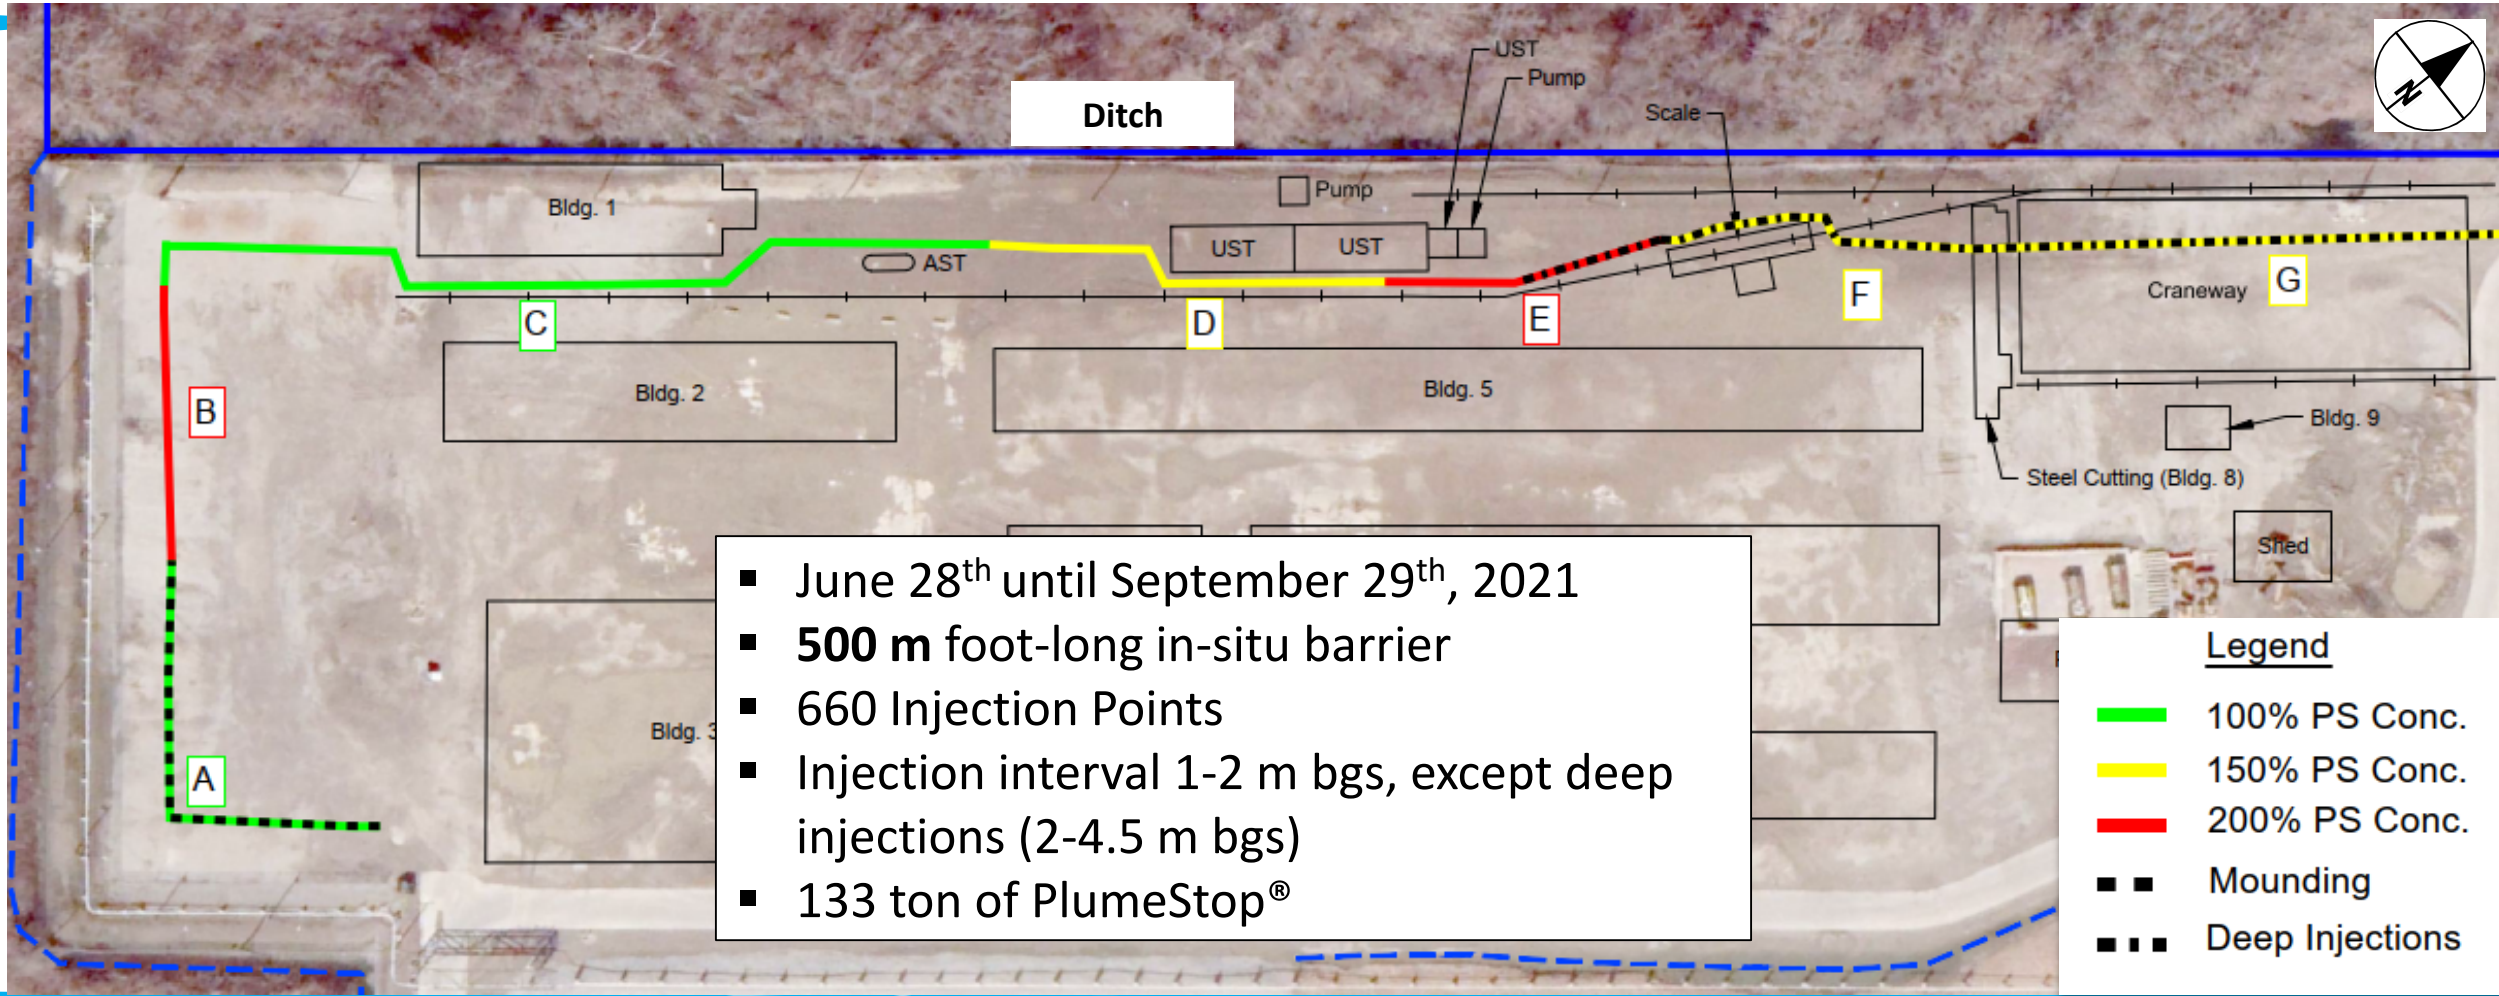 UST
Pump
Ditch
Scale
N
Pump
Bldg. 1
UST
UST
AST
G
Craneway
F
C
D
E
Bldg. 2
Bldg. 5
B
Bldg. 9
Steel Cutting (Bldg. 8)
Shed
▪ June 28th until September 29th, 2021
▪ 500 m foot-long in-situ barrier
▪ 660 Injection Points
▪ Injection interval 1-2 m bgs, except deep
injections (2-4.5 m bgs)
▪ 133 ton of PlumeStop®
Bldg. 3
A
Legend
100% PS Conc.
150% PS Conc.
200% PS Conc.
Mounding
Deep Injections